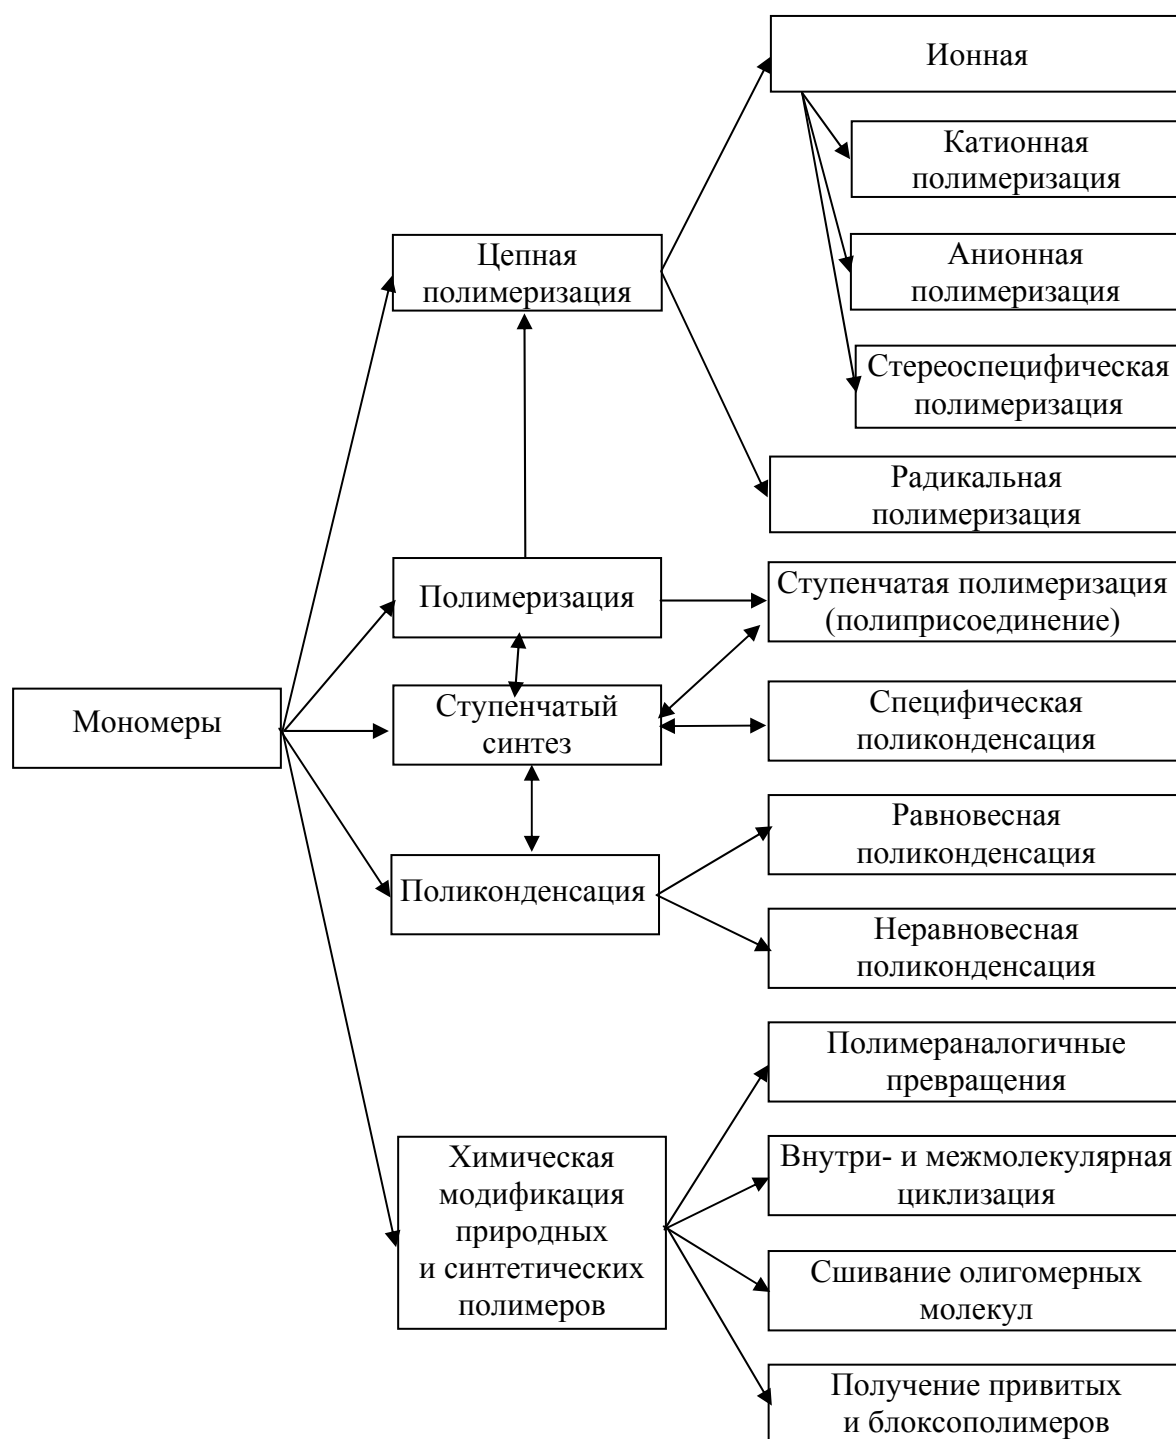 Ионная
Катионная
полимеризация
Цепная
полимеризация
Анионная
полимеризация
Стереоспецифическая
полимеризация
Радикальная
полимеризация
Полимеризация
Ступенчатая полимеризация
(полиприсоединение)
Мономеры
Ступенчатый
синтез
Специфическая
поликонденсация
Равновесная
поликонденсация
Поликонденсация
Неравновесная
поликонденсация
Полимераналогичные
превращения
Химическая
модификация
природных
и синтетических
полимеров
Внутри- и межмолекулярная
циклизация
Сшивание олигомерных
молекул
Получение привитых
и блоксополимеров